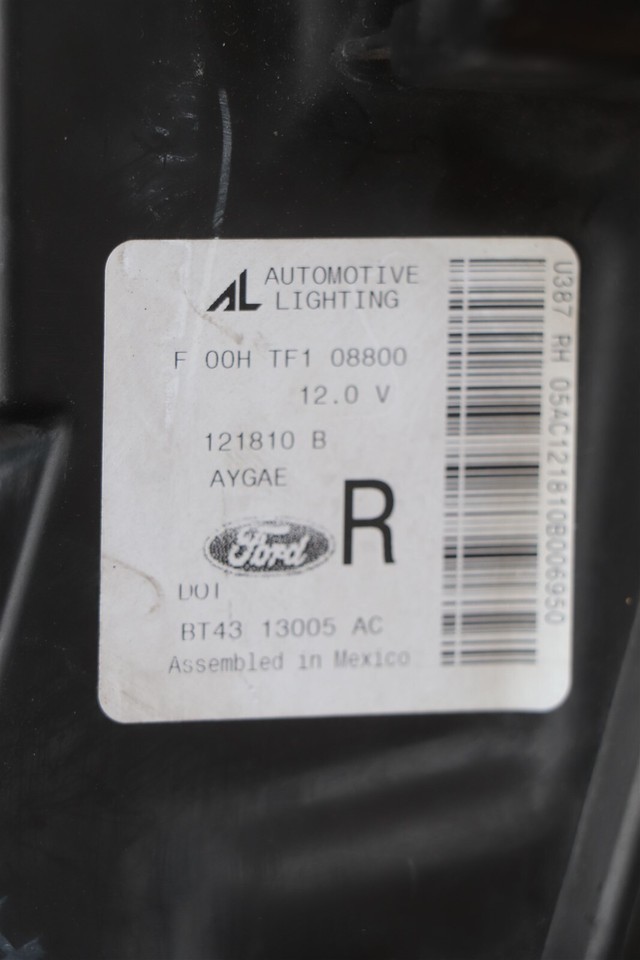 AL AUTOMOTIVE
LIGHTING
F 00H TF1 08800
12.0 V
121810 B
AYGAE
Ford R
DOT
BT43 13005 AC
Assembled in Mexico
U387 RH 05AC121810B006950